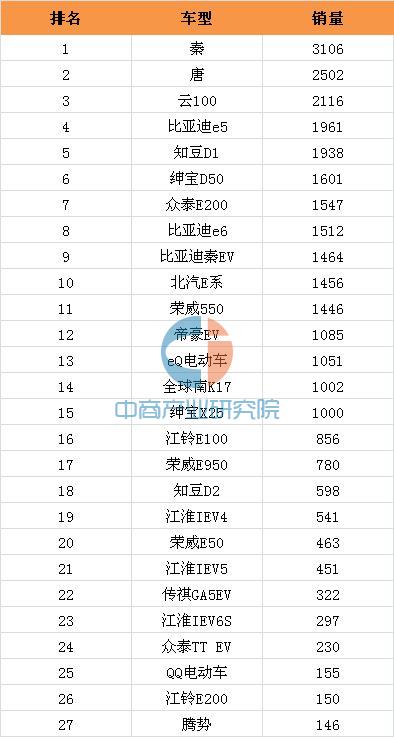 排名 车型 销量
1 秦 3106
2 唐 2502
3 云100 2116
4 比亚迪e5 1961
5 知豆D1 1938
6 绅宝D50 1601
7 众泰E200 1547
8 比亚迪e6 1512
9 比亚迪秦EV 1464
10 北汽E系 1456
11 荣威550 1446
12 帝豪EV 1085
13 eQ电动车 1051
14 全球南K17 1002
中商产业研究院
15 绅宝X25 1000
16 江铃E100 856
17 荣威E950 780
18 知豆D2 598
19 江淮IEV4 541
20 荣威E50 463
21 江淮IEV5 451
22 传祺GA5EV 322
23 江淮IEV6S 297
24 众泰TT EV 230
25 QQ电动车 155
26 江铃E200 150
27 腾势 146